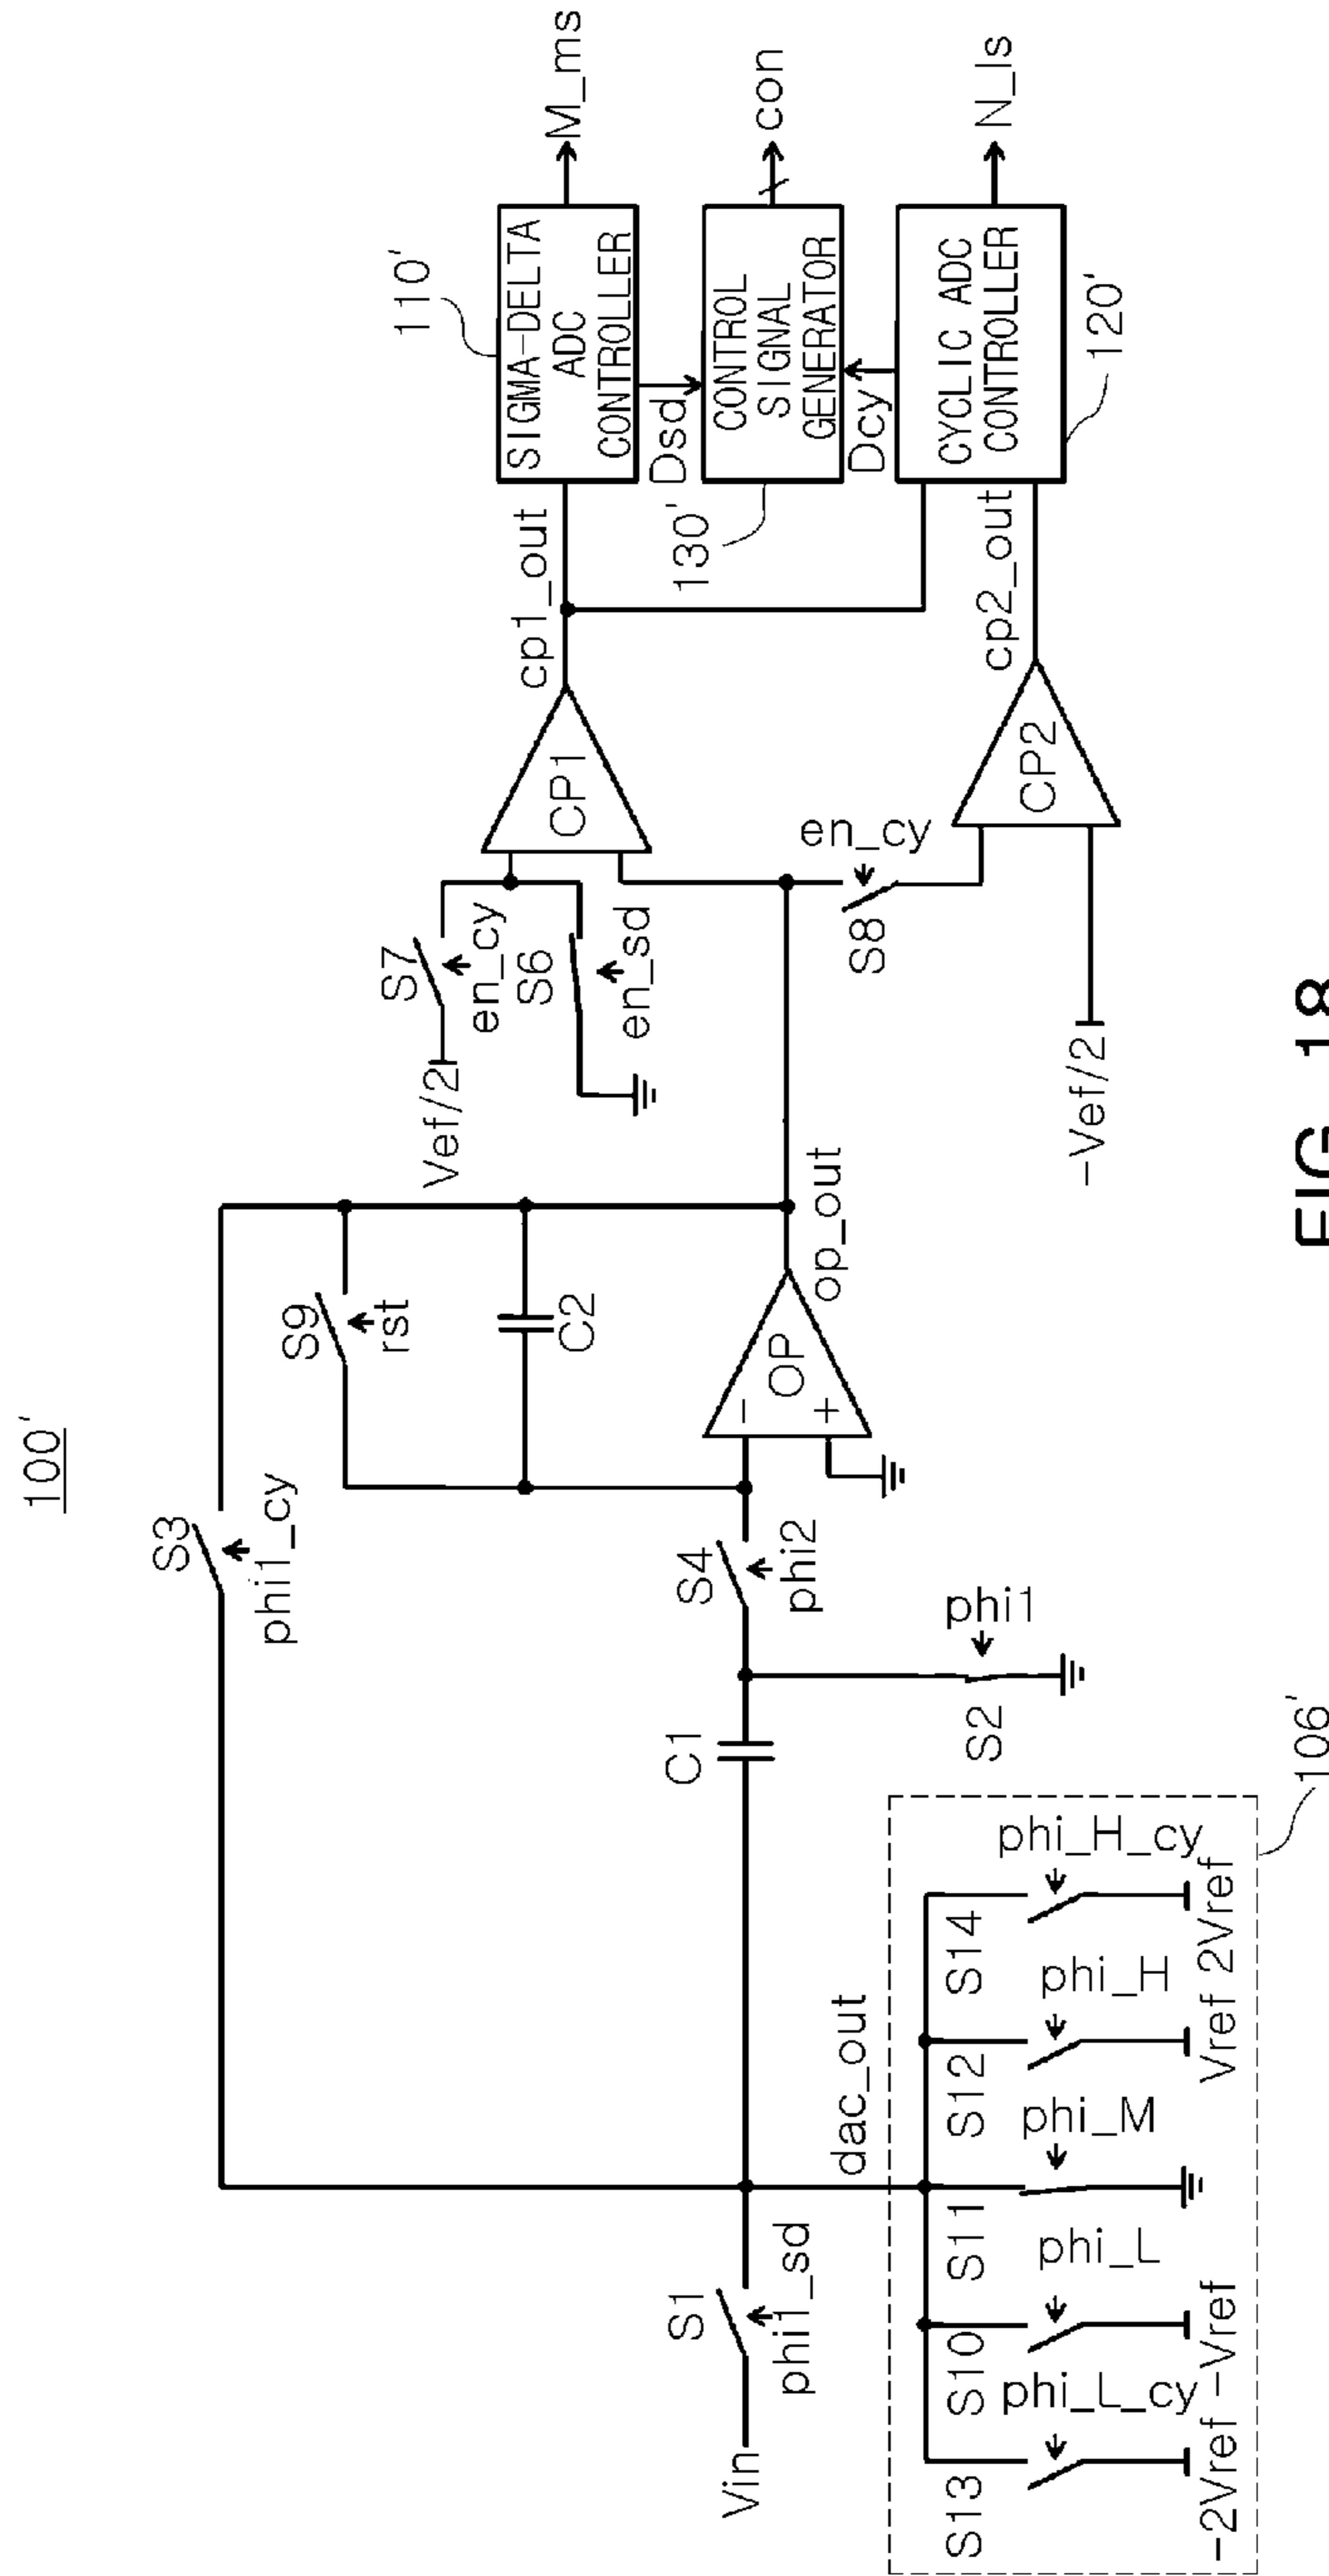 100'
S3
phi1_cy
S9
rst
C2
S1
phi1_sd
Vin
C1
S4
phi2
OP
-
+
op_out
S2
phi1
dac_out
S13
phi_L_cy
-2Vref
S10
phi_L
-Vref
S11
phi_M
S12
phi_H
Vref
S14
phi_H_cy
2Vref
106'
Vef/2
S7
en_cy
S6
en_sd
CP1
cp1_out
S8
en_cy
-Vef/2
CP2
cp2_out
110'
SIGMA-DELTA
ADC
CONTROLLER
M_ms
Dsd
130'
CONTROL
SIGNAL
GENERATOR
con
Dcy
CYCLIC ADC
CONTROLLER
120'
N_ls
FIG. 18